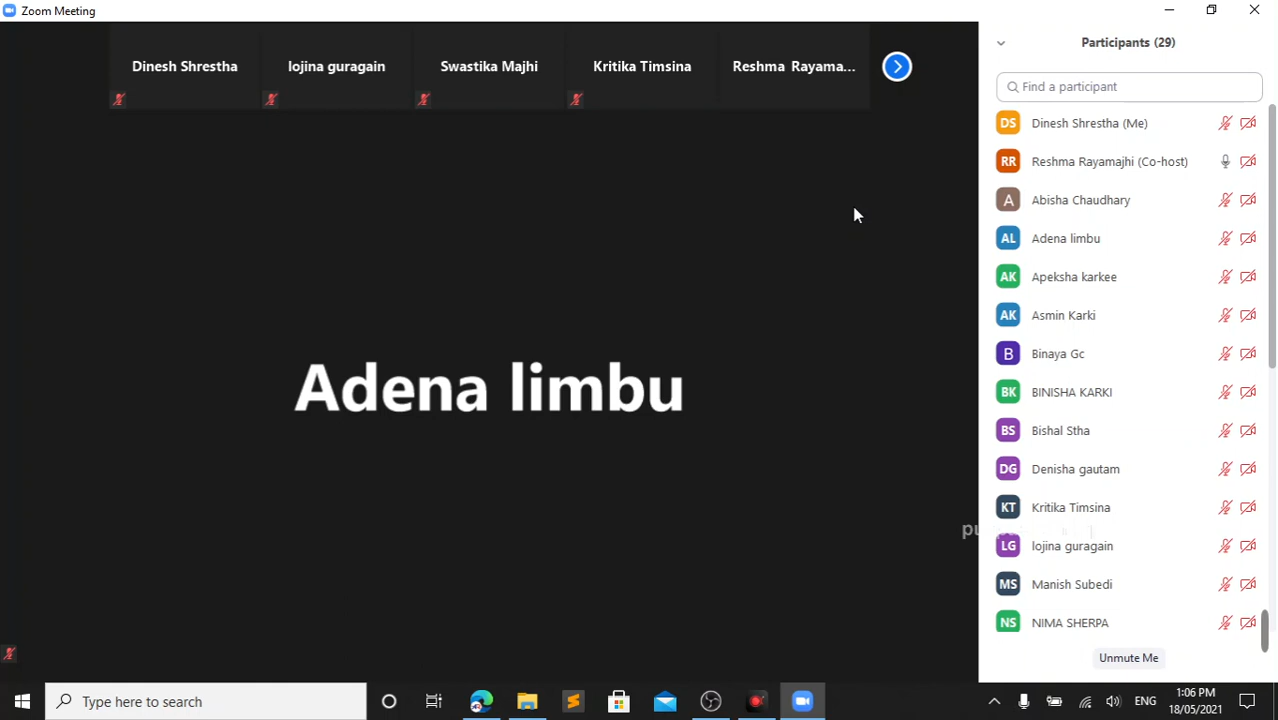 Zoom Meeting
Dinesh Shrestha
lojina guragain
Swastika Majhi
Kritika Timsina
Reshma Rayama...
Adena limbu
Participants (29)
Find a participant
DS Dinesh Shrestha (Me)
RR Reshma Rayamajhi (Co-host)
A Abisha Chaudhary
AL Adena limbu
AK Apeksha karkee
AK Asmin Karki
B Binaya Gc
BK BINISHA KARKI
BS Bishal Stha
DG Denisha gautam
KT Kritika Timsina
LG lojina guragain
MS Manish Subedi
NS NIMA SHERPA
Unmute Me
Type here to search
ENG
1:06 PM
18/05/2021